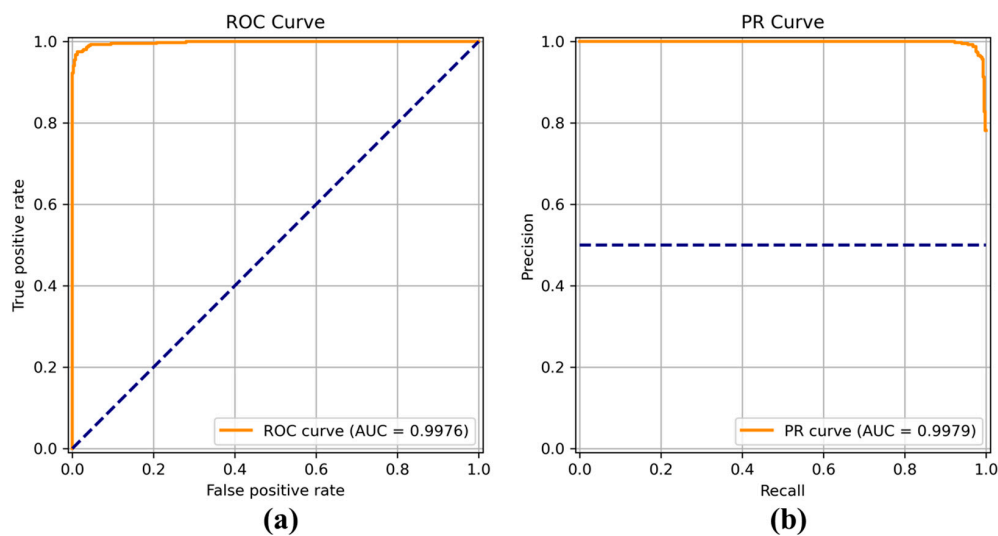 ROC Curve
1.0
0.8
0.6
0.4
0.2
0.0
True positive rate
ROC curve (AUC = 0.9976)
0.0 0.2 0.4 0.6 0.8 1.0
False positive rate
(a)
PR Curve
1.0
0.8
0.6
0.4
0.2
0.0
Precision
PR curve (AUC = 0.9979)
0.0 0.2 0.4 0.6 0.8 1.0
Recall
(b)